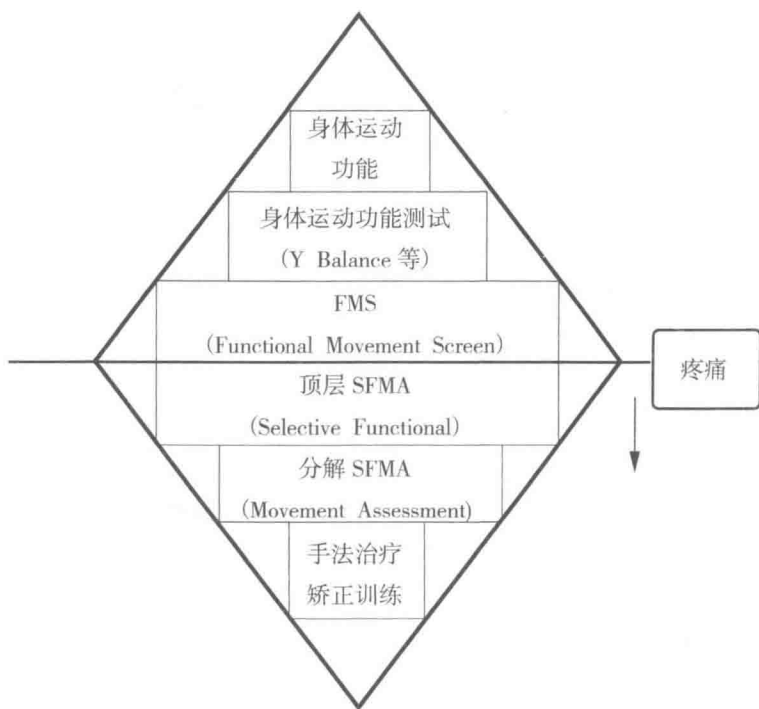 身体运动
功能
身体运动功能测试
(Y Balance 等)
FMS
(Functional Movement Screen)
疼痛
顶层 SFMA
(Selective Functional)
分解 SFMA
(Movement Assessment)
手法治疗
矫正训练